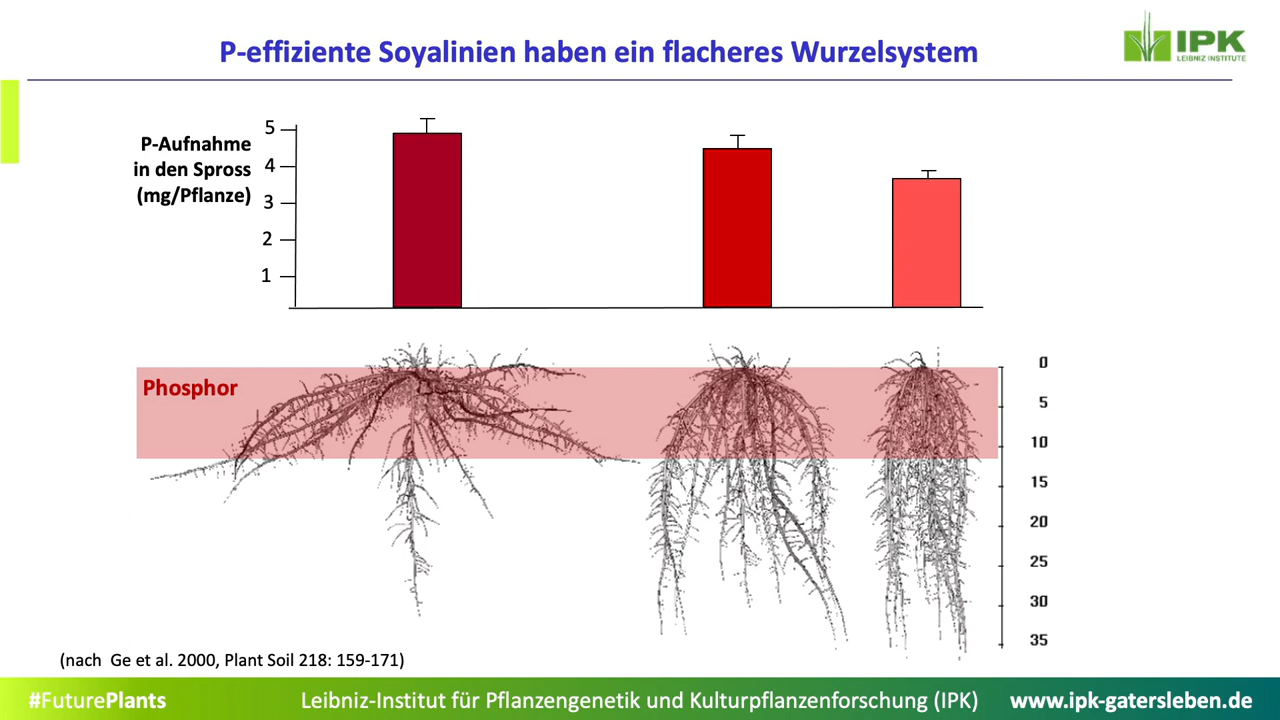 P-effiziente Soyalinien haben ein flacheres Wurzelsystem
IPK
LEIBNIZ INSTITUTE
P-Aufnahme
in den Spross
(mg/Pflanze)
5
4
3
2
1
Phosphor
0
5
10
15
20
25
30
35
(nach Ge et al. 2000, Plant Soil 218: 159-171)
#FuturePlants
Leibniz-Institut für Pflanzengenetik und Kulturpflanzenforschung (IPK)
www.ipk-gatersleben.de